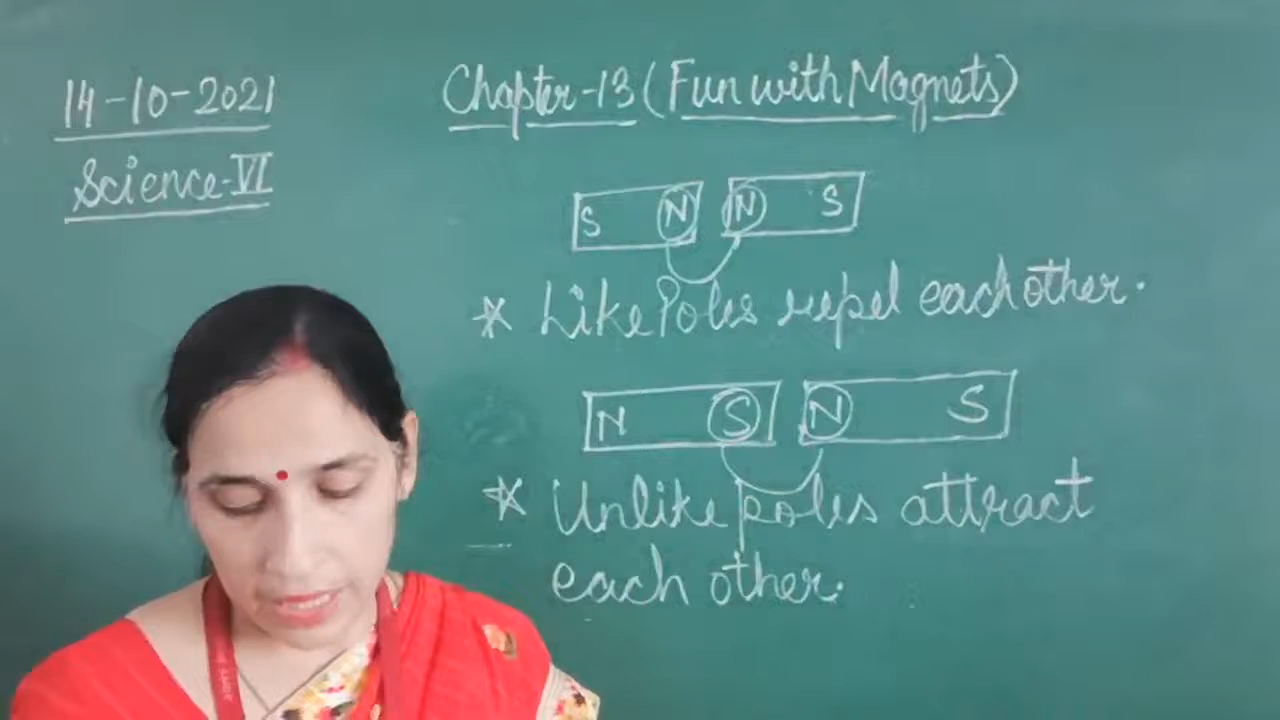 14-10-2021
Science-VI
Chapter-13 (Fun with Magnets)
S N N S
* Like Poles repel each other.
N S N S
* Unlike poles attract
each other.